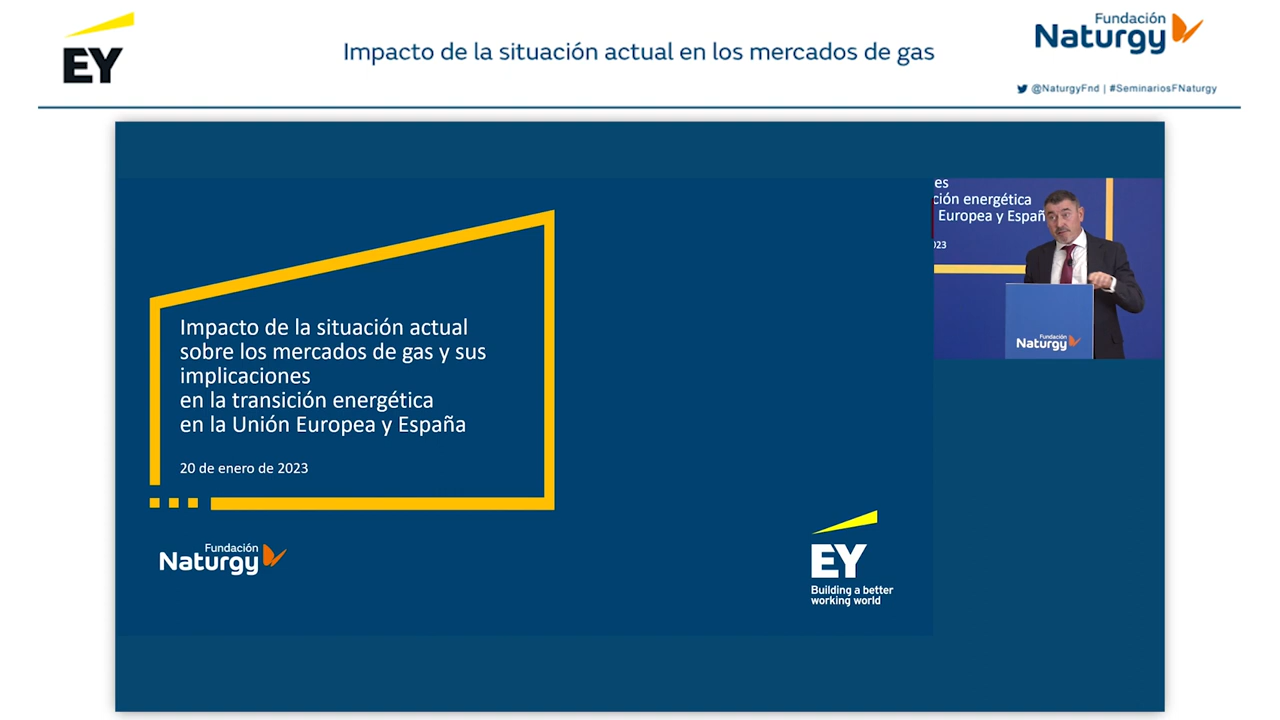 EY
Impacto de la situación actual en los mercados de gas
Fundación
Naturgy
@NaturgyFnd | #SeminariosFNaturgy
Impacto de la situación actual
sobre los mercados de gas y sus
implicaciones
en la transición energética
en la Unión Europea y España
20 de enero de 2023
Fundación
Naturgy
EY
Building a better
working world
es
ción energética
Europea y Españ
023
Fundación
Naturgy